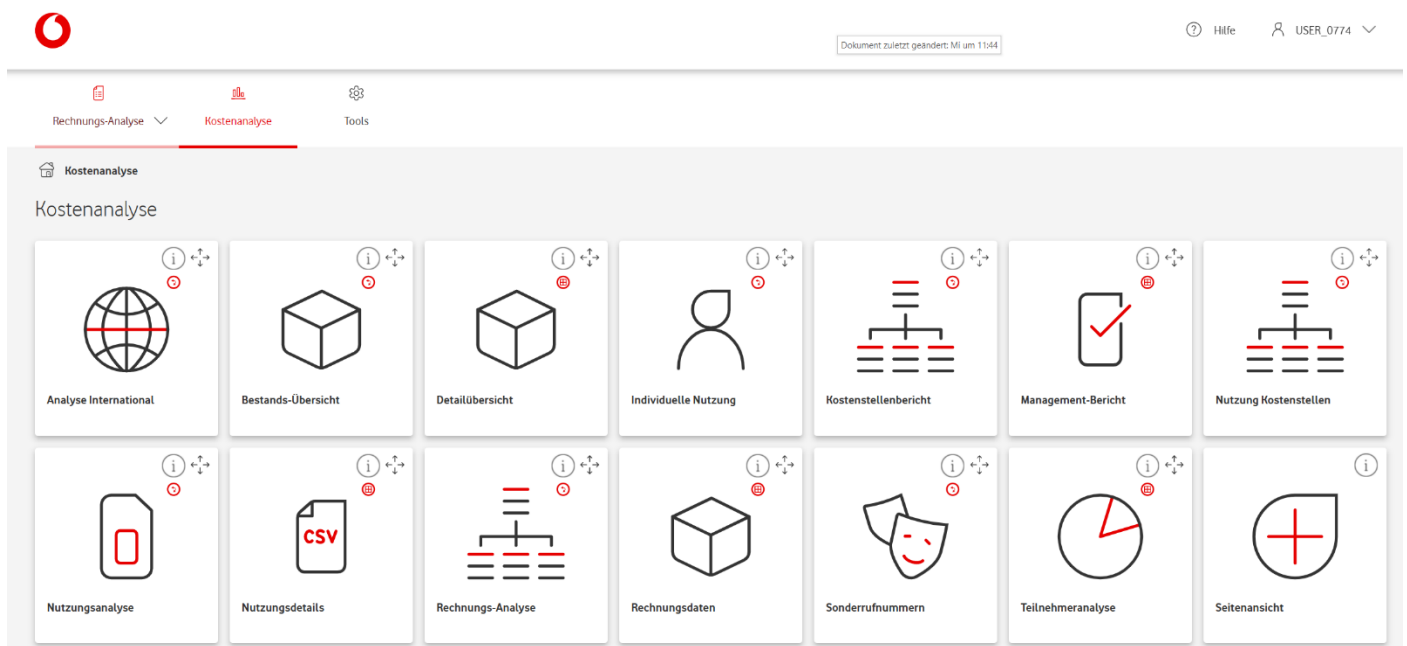 Dokument zuletzt geändert: Mi um 11:44
Hilfe
USER_0774
Rechnungs-Analyse
Kostenanalyse
Tools
Kostenanalyse
Kostenanalyse
Analyse International
Bestands-Übersicht
Detailübersicht
Individuelle Nutzung
Kostenstellenbericht
Management-Bericht
Nutzung Kostenstellen
CSV
Nutzungsanalyse
Nutzungsdetails
Rechnungs-Analyse
Rechnungsdaten
Sonderrufnummern
Teilnehmeranalyse
Seitenansicht